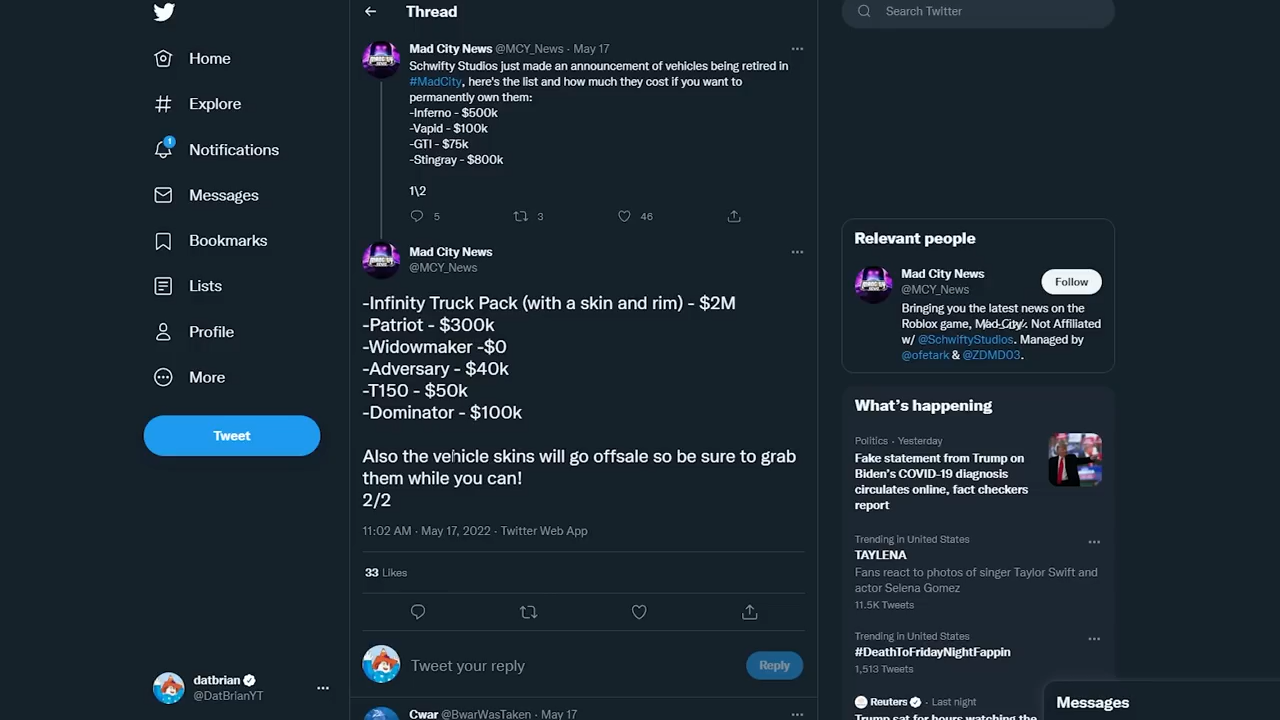 Home
Explore
1
Notifications
Messages
Bookmarks
Lists
Profile
More
Tweet
datbrian
@DatBrianYT
Thread
Mad City News @MCY_News · May 17
Schwifty Studios just made an announcement of vehicles being retired in
#MadCity, here's the list and how much they cost if you want to
permanently own them:
-Inferno - $500k
-Vapid - $100k
-GTI - $75k
-Stingray - $800k
1\2
5 3 46
Mad City News
@MCY_News
-Infinity Truck Pack (with a skin and rim) - $2M
-Patriot - $300k
-Widowmaker -$0
-Adversary - $40k
-T150 - $50k
-Dominator - $100k
Also the vehicle skins will go offsale so be sure to grab
them while you can!
2/2
11:02 AM · May 17, 2022 · Twitter Web App
33 Likes
Tweet your reply
Reply
Cwar @BwarWasTaken · May 17
Search Twitter
Relevant people
Mad City News
@MCY_News
Follow
Bringing you the latest news on the
Roblox game, Mad City. Not Affiliated
w/ @SchwiftyStudios. Managed by
@ofetark & @ZDMD03.
What's happening
Politics · Yesterday
Fake statement from Trump on
Biden's COVID-19 diagnosis
circulates online, fact checkers
report
Trending in United States
TAYLENA
Fans react to photos of singer Taylor Swift and
actor Selena Gomez
11.5K Tweets
Trending in United States
#DeathToFridayNightFappin
1,513 Tweets
Reuters · Last night
Trump sat for hours watching the
Messages